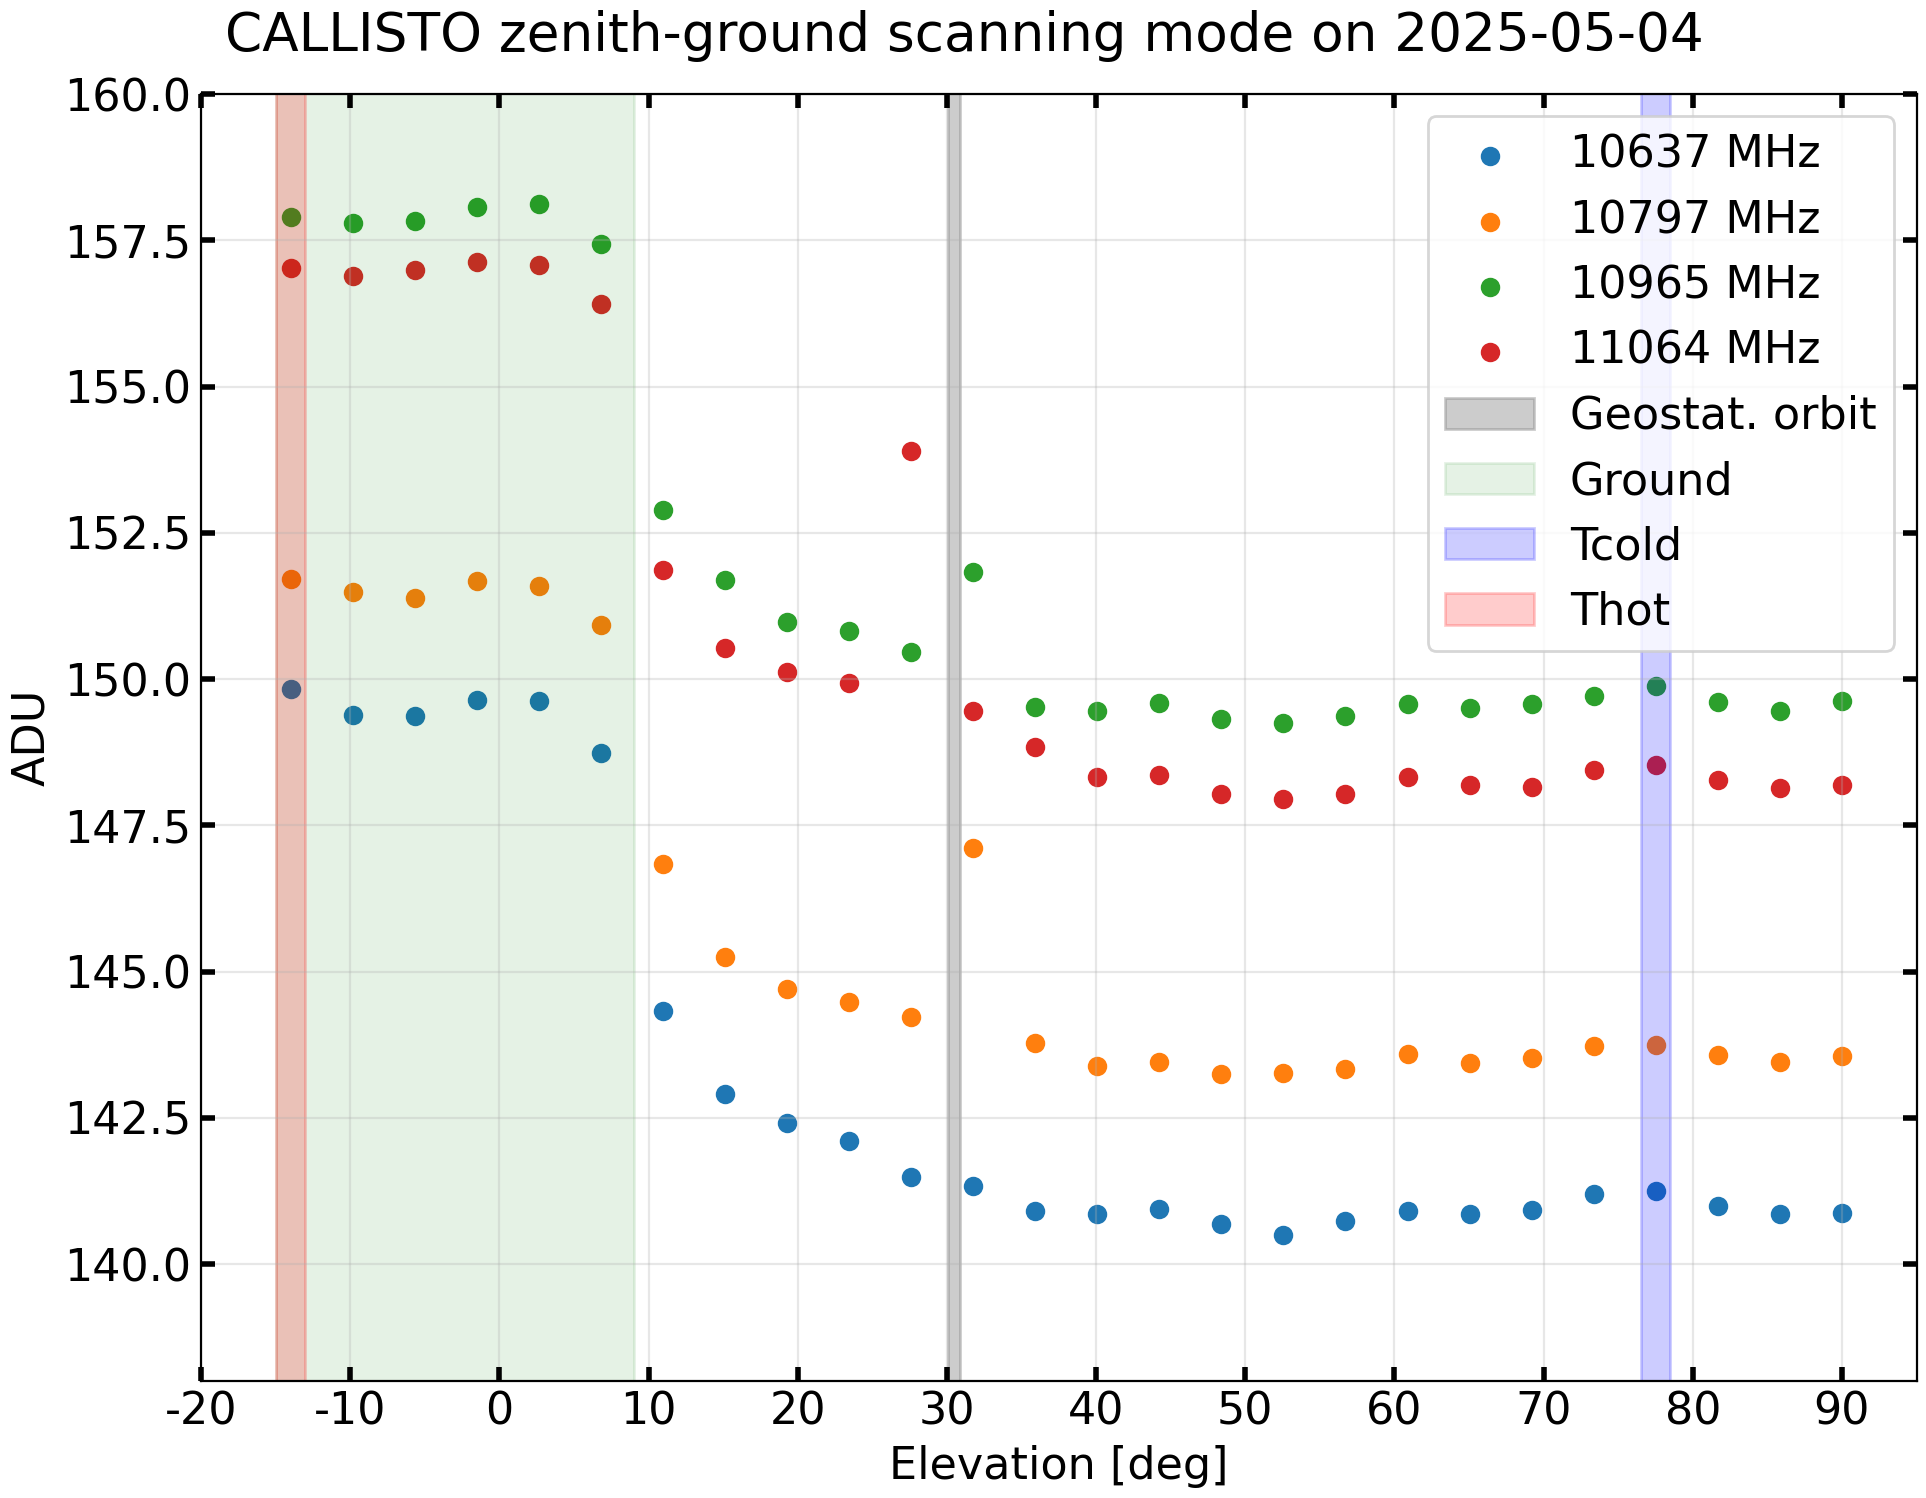 CALLISTO zenith-ground scanning mode on 2025-05-04
160.0
157.5
155.0
152.5
150.0
147.5
145.0
142.5
140.0
ADU
10637 MHz
10797 MHz
10965 MHz
11064 MHz
Geostat. orbit
Ground
Tcold
Thot
-20 -10 0 10 20 30 40 50 60 70 80 90
Elevation [deg]